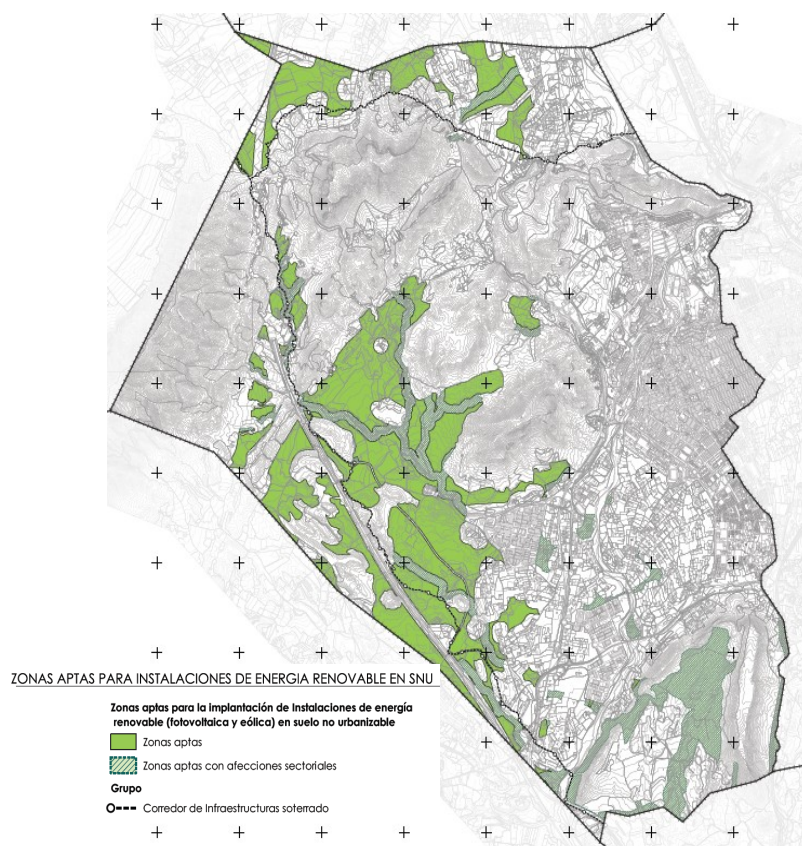 ZONAS APTAS PARA INSTALACIONES DE ENERGIA RENOVABLE EN SNU
Zonas aptas para la implantación de Instalaciones de energía
renovable (fotovoltaica y eólica) en suelo no urbanizable
Zonas aptas
Zonas aptas con afecciones sectoriales
Grupo
Corredor de Infraestructuras soterrado